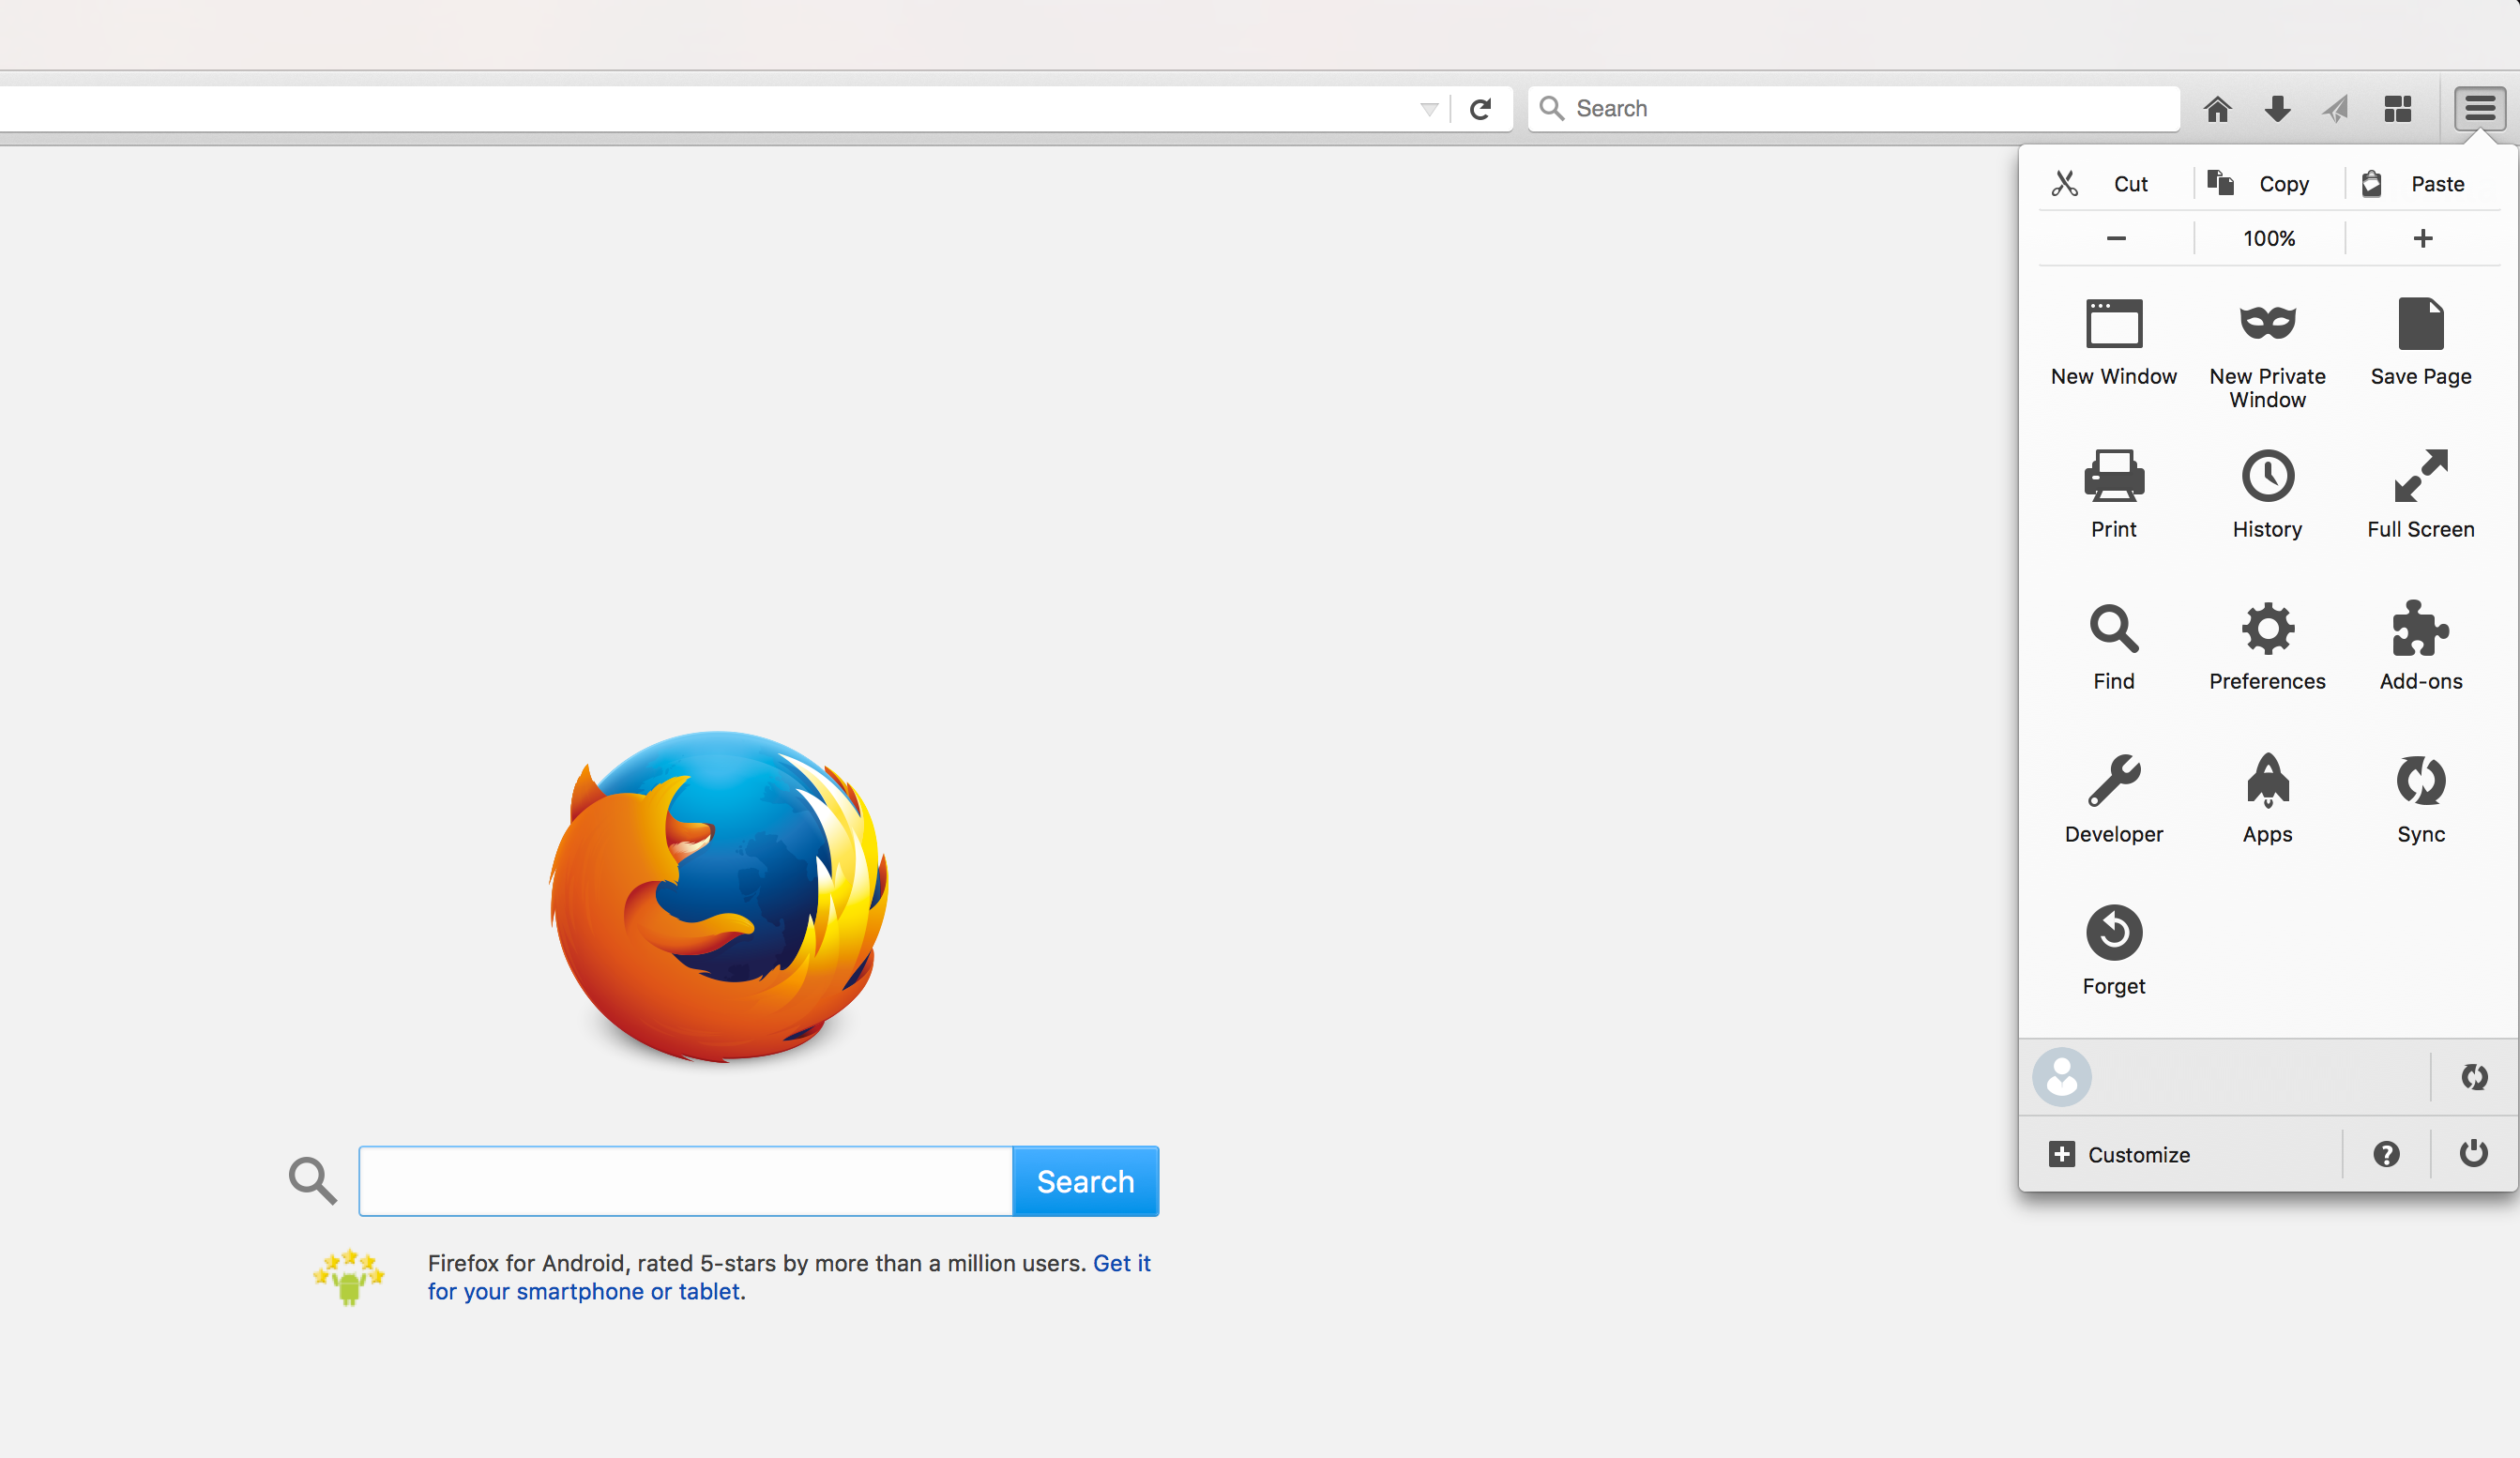 Search
Cut Copy Paste
100%
New Window New Private Window Save Page
Print History Full Screen
Find Preferences Add-ons
Developer Apps Sync
Forget
Customize
Search
Firefox for Android, rated 5-stars by more than a million users. Get it
for your smartphone or tablet.